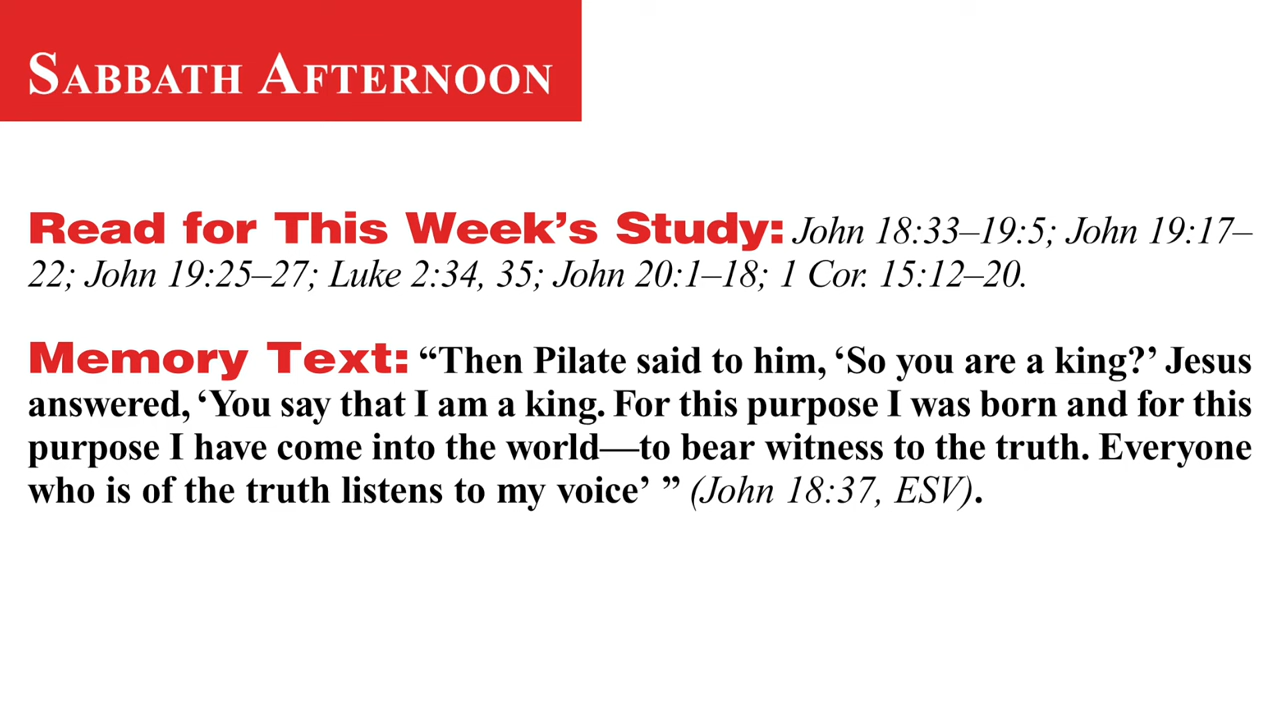 SABBATH AFTERNOON
Read for This Week’s Study: John 18:33–19:5; John 19:17–
22; John 19:25–27; Luke 2:34, 35; John 20:1–18; 1 Cor. 15:12–20.
Memory Text: “Then Pilate said to him, ‘So you are a king?’ Jesus
answered, ‘You say that I am a king. For this purpose I was born and for this
purpose I have come into the world—to bear witness to the truth. Everyone
who is of the truth listens to my voice’ ” (John 18:37, ESV).